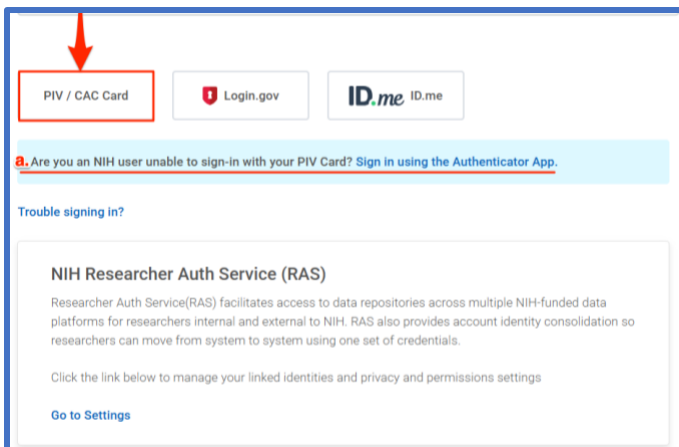 PIV / CAC Card
Login.gov
ID.me ID.me
a. Are you an NIH user unable to sign-in with your PIV Card? Sign in using the Authenticator App.
Trouble signing in?
NIH Researcher Auth Service (RAS)
Researcher Auth Service(RAS) facilitates access to data repositories across multiple NIH-funded data
platforms for researchers internal and external to NIH. RAS also provides account identity consolidation so
researchers can move from system to system using one set of credentials.
Click the link below to manage your linked identities and privacy and permissions settings
Go to Settings